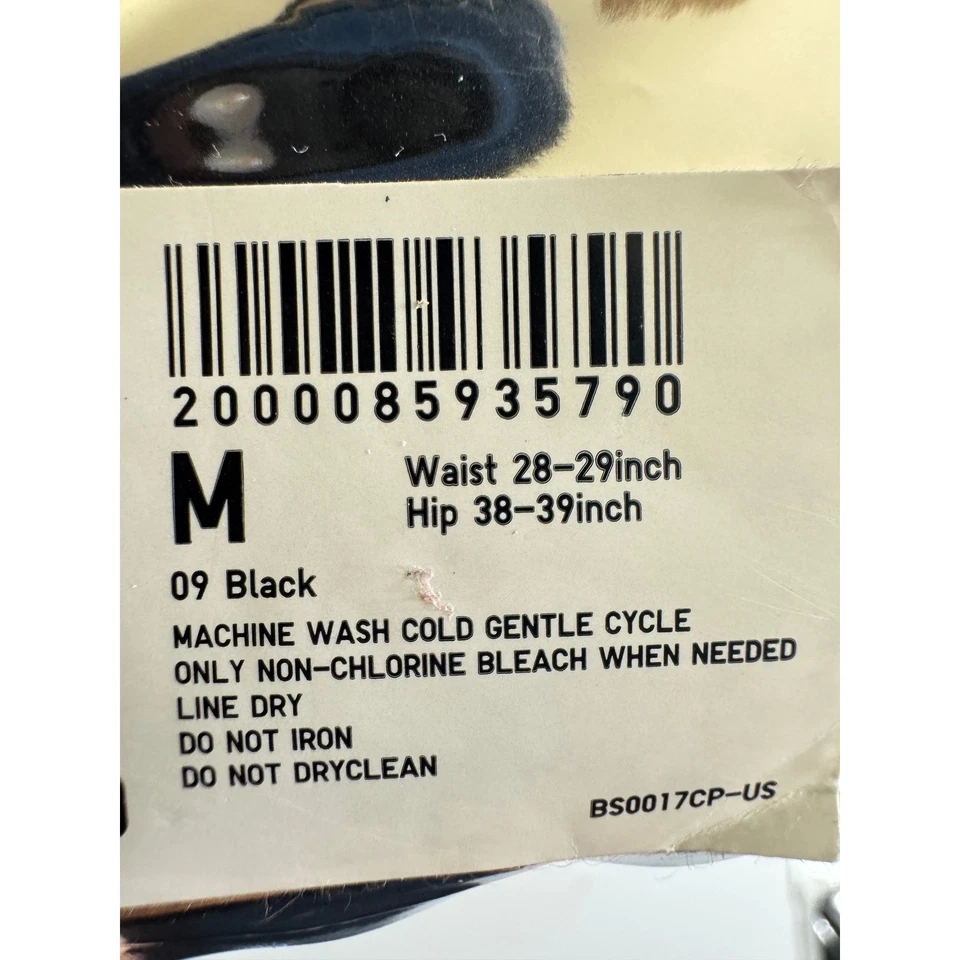 2000085935790
M
Waist 28-29inch
Hip 38-39inch
09 Black
MACHINE WASH COLD GENTLE CYCLE
ONLY NON-CHLORINE BLEACH WHEN NEEDED
LINE DRY
DO NOT IRON
DO NOT DRYCLEAN
BS0017CP-US